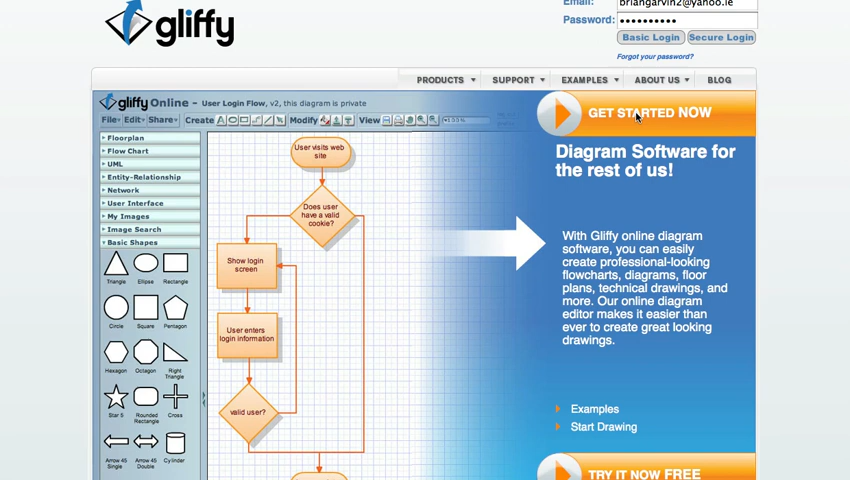 Email: briangarvin2@yahoo.ie
gliffy
Password: ••••••••••
Basic Login Secure Login
Forgot your password?
PRODUCTS SUPPORT EXAMPLES ABOUT US BLOG
gliffy Online - User Login Flow, v2, this diagram is private
GET STARTED NOW
File Edit Share Create Modify View 100%
Floorplan
Flow Chart
UML
Entity-Relationship
Network
User Interface
My Images
Image Search
Basic Shapes
Triangle Ellipse Rectangle
Circle Square Pentagon
Hexagon Octagon Right
Triangle
Star 5 Rounded
Rectangle Cross
Arrow 45
Single Arrow 45
Double Cylinder
User visits web
site
Does user
have a valid
cookie?
Show login
screen
User enters
login information
valid user?
Diagram Software for
the rest of us!
With Gliffy online diagram
software, you can easily
create professional-looking
flowcharts, diagrams, floor
plans, technical drawings, and
more. Our online diagram
editor makes it easier than
ever to create great looking
drawings.
Examples
Start Drawing
TRY IT NOW FREE